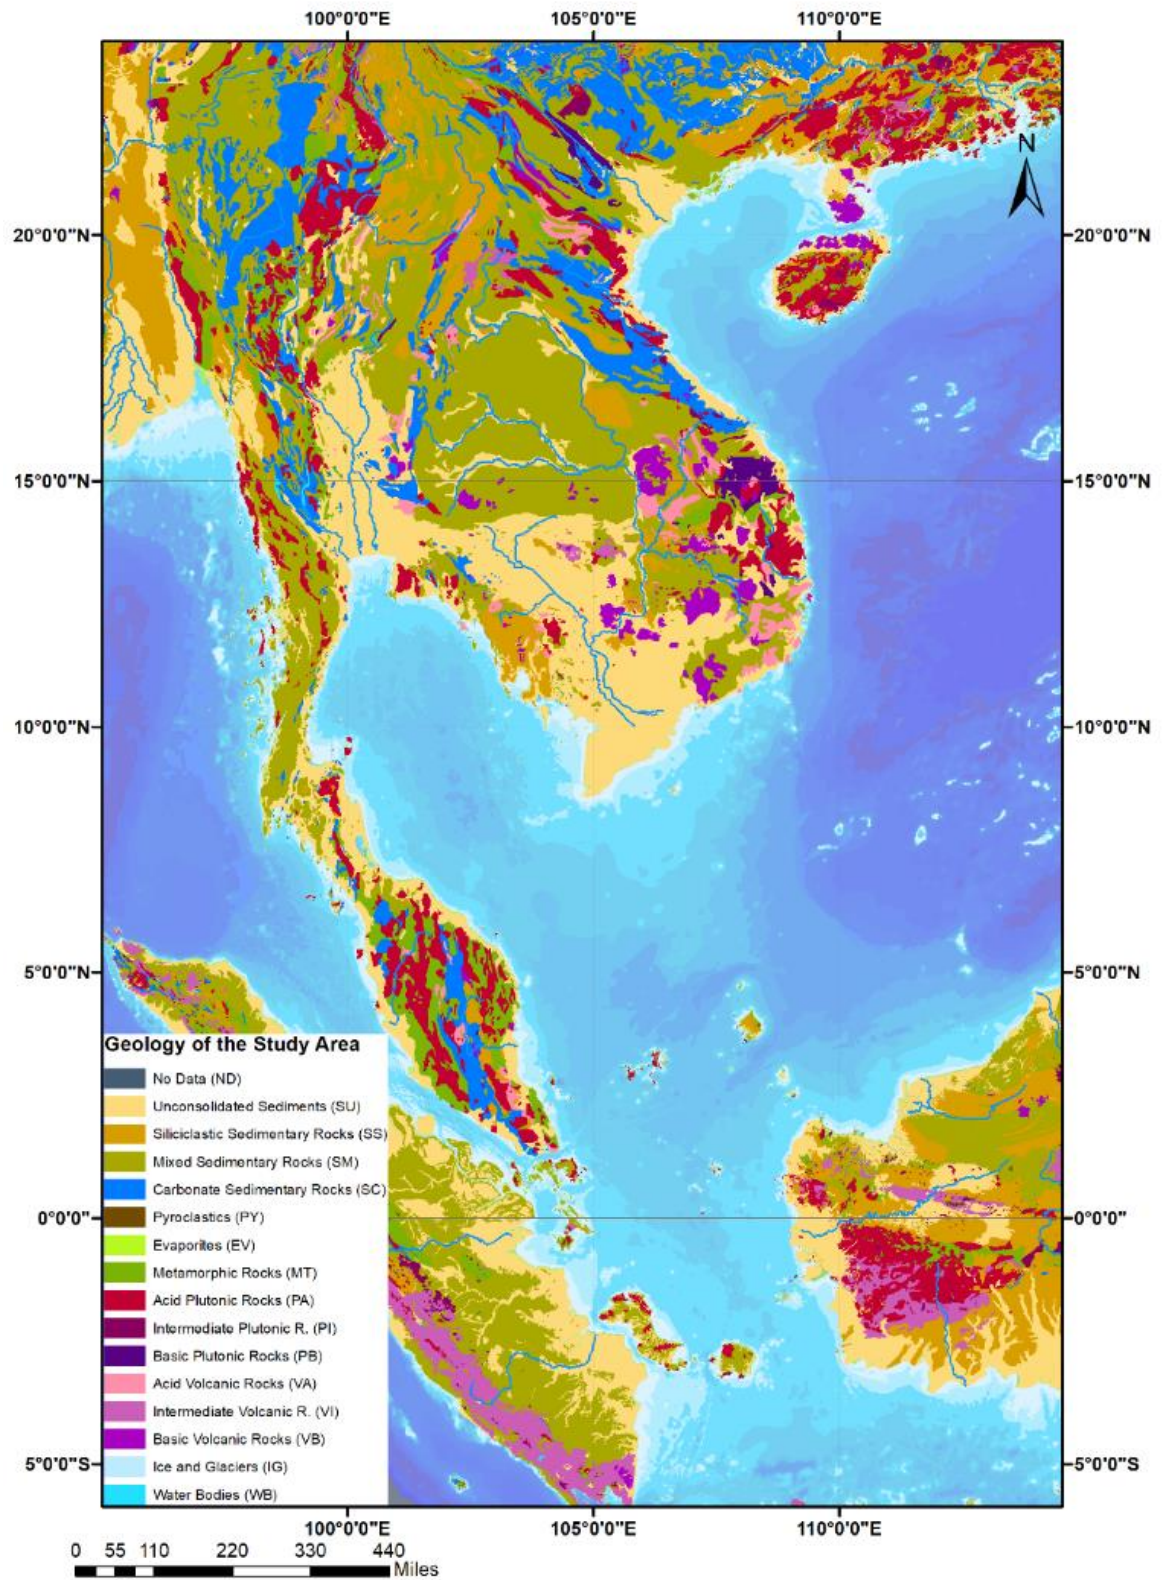 100°0'0"E 105°0'0"E 110°0'0"E
N
20°0'0"N 20°0'0"N
15°0'0"N 15°0'0"N
10°0'0"N 10°0'0"N
5°0'0"N 5°0'0"N
Geology of the Study Area
No Data (ND)
Unconsolidated Sediments (SU)
Siliciclastic Sedimentary Rocks (SS)
Mixed Sedimentary Rocks (SM)
Carbonate Sedimentary Rocks (SC)
Pyroclastics (PY)
Evaporites (EV)
Metamorphic Rocks (MT)
Acid Plutonic Rocks (PA)
Intermediate Plutonic R. (PI)
Basic Plutonic Rocks (PB)
Acid Volcanic Rocks (VA)
Intermediate Volcanic R. (VI)
Basic Volcanic Rocks (VB)
Ice and Glaciers (IG)
Water Bodies (WB)
0°0'0" 0°0'0"
5°0'0"S 5°0'0"S
100°0'0"E 105°0'0"E 110°0'0"E
0 55 110 220 330 440
Miles